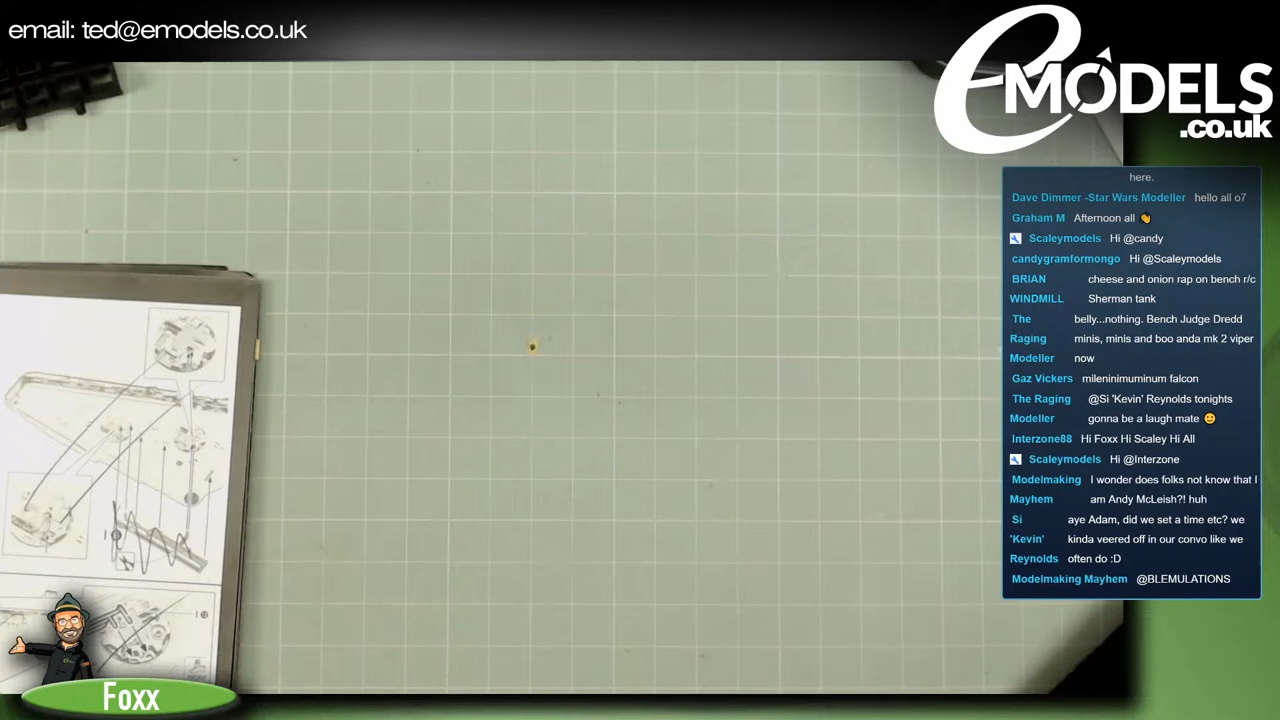 email: ted@emodels.co.uk
eMODELS
.co.uk
here.
Dave Dimmer -Star Wars Modeller hello all o7
Graham M Afternoon all 👏
Scaleymodels Hi @candy
candygramformongo Hi @Scaleymodels
BRIAN cheese and onion rap on bench r/c
WINDMILL Sherman tank
The belly...nothing. Bench Judge Dredd
Raging minis, minis and boo anda mk 2 viper
Modeller now
Gaz Vickers mileninimuminum falcon
The Raging @Si 'Kevin' Reynolds tonights
Modeller gonna be a laugh mate 🙂
Interzone88 Hi Foxx Hi Scaley Hi All
Scaleymodels Hi @Interzone
Modelmaking I wonder does folks not know that I
Mayhem am Andy McLeish?! huh
Si aye Adam, did we set a time etc? we
'Kevin' kinda veered off in our convo like we
Reynolds often do :D
Modelmaking Mayhem @BLEMULATIONS
Foxx